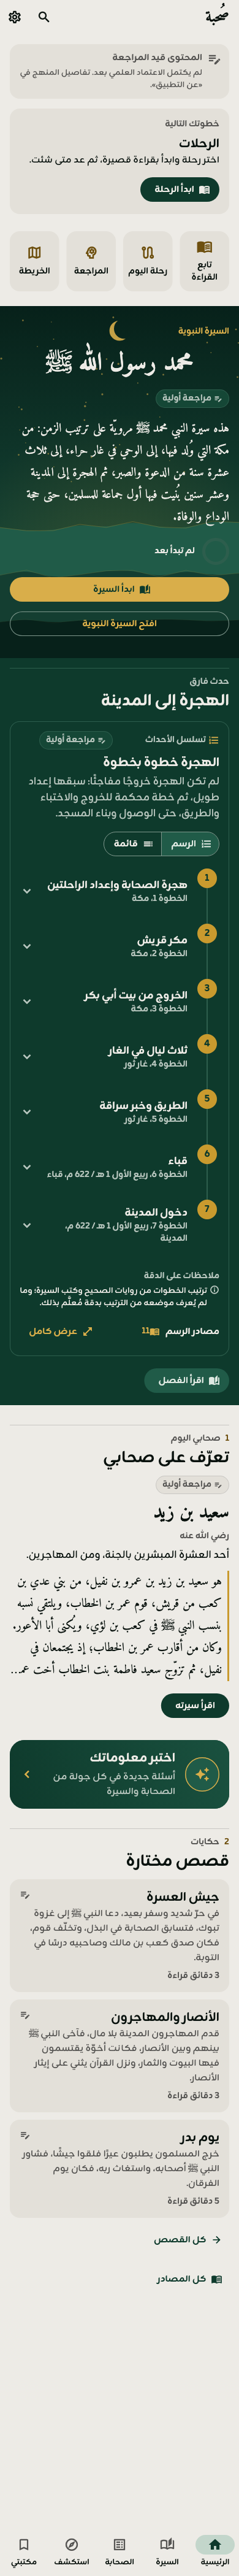 صُحبة
المحتوى قيد المراجعة
لم يكتمل الاعتماد العلمي بعد. تفاصيل المنهج في
«عن التطبيق».
خطوتك التالية
الرحلات
اختر رحلة وابدأ بقراءة قصيرة، ثم عد متى شئت.
ابدأ الرحلة
تابع
القراءة
رحلة اليوم
المراجعة
الخريطة
السيرة النبوية
محمد رسول الله ﷺ
مراجعة أولية
هذه سيرة النبي محمد ﷺ مرويّة على ترتيب الزمن: من
مكة التي وُلد فيها، إلى الوحي في غار حراء، إلى ثلاث
عشرة سنة من الدعوة والصبر، ثم الهجرة إلى المدينة
وعشر سنين بُنيت فيها أول جماعة للمسلمين، حتى حجة
الوداع والوفاة.
لم تبدأ بعد
ابدأ السيرة
افتح السيرة النبوية
حدث فارق
الهجرة إلى المدينة
تسلسل الأحداث
مراجعة أولية
الهجرة خطوة بخطوة
لم تكن الهجرة خروجًا مفاجئًا: سبقها إعداد
طويل، ثم خطة محكمة للخروج والاختباء
والطريق، حتى الوصول وبناء المسجد.
الرسم
قائمة
1
هجرة الصحابة وإعداد الراحلتين
الخطوة 1، مكة
2
مكر قريش
الخطوة 2، مكة
3
الخروج من بيت أبي بكر
الخطوة 3، مكة
4
ثلاث ليال في الغار
الخطوة 4، غار ثور
5
الطريق وخبر سراقة
الخطوة 5، غار ثور
6
قباء
الخطوة 6، ربيع الأول 1 هـ / 622 م، قباء
7
دخول المدينة
الخطوة 7، ربيع الأول 1 هـ / 622 م،
المدينة
ملاحظات على الدقة
ترتيب الخطوات من روايات الصحيح وكتب السيرة؛ وما
لم يُعرف موضعه من الترتيب بدقة مُعلَّم بذلك.
مصادر الرسم
11
عرض كامل
اقرأ الفصل
1 صحابي اليوم
تعرّف على صحابي
مراجعة أولية
سعيد بن زيد
رضي الله عنه
أحد العشرة المبشرين بالجنة، ومن المهاجرين.
هو سعيد بن زيد بن عمرو بن نفيل، من بني عدي بن
كعب من قريش، قوم عمر بن الخطاب، ويلتقي نسبه
بنسب النبي ﷺ في كعب بن لؤي، ويُكنى أبا الأعور.
وكان من أقارب عمر بن الخطاب؛ إذ يجتمعان في
نفيل، ثم تزوّج سعيد فاطمة بنت الخطاب أخت عمـ…
اقرأ سيرته
اختبر معلوماتك
أسئلة جديدة في كل جولة من
الصحابة والسيرة
2 حكايات
قصص مختارة
جيش العسرة
في حرّ شديد وسفر بعيد، دعا النبي ﷺ إلى غزوة
تبوك، فتسابق الصحابة في البذل، وتخلّف قوم،
فكان صدق كعب بن مالك وصاحبيه درسًا في
التوبة.
3 دقائق قراءة
الأنصار والمهاجرون
قدم المهاجرون المدينة بلا مال، فآخى النبي ﷺ
بينهم وبين الأنصار، فكانت أخوّة يقتسمون
فيها البيوت والثمار، ونزل القرآن يثني على إيثار
الأنصار.
3 دقائق قراءة
يوم بدر
خرج المسلمون يطلبون عيرًا فلقوا جيشًا، فشاور
النبي ﷺ أصحابه، واستغاث ربه، فكان يوم
الفرقان.
5 دقائق قراءة
كل القصص
كل المصادر
الرئيسية
السيرة
الصحابة
استكشف
مكتبتي